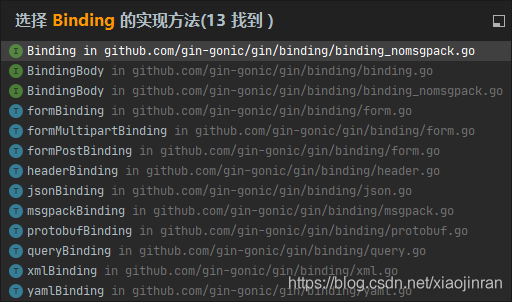 选择 Binding 的实现方法(13 找到 )
Binding in github.com/gin-gonic/gin/binding/binding_nomsgpack.go
BindingBody in github.com/gin-gonic/gin/binding/binding.go
BindingBody in github.com/gin-gonic/gin/binding/binding_nomsgpack.go
formBinding in github.com/gin-gonic/gin/binding/form.go
formMultipartBinding in github.com/gin-gonic/gin/binding/form.go
formPostBinding in github.com/gin-gonic/gin/binding/form.go
headerBinding in github.com/gin-gonic/gin/binding/header.go
jsonBinding in github.com/gin-gonic/gin/binding/json.go
msgpackBinding in github.com/gin-gonic/gin/binding/msgpack.go
protobufBinding in github.com/gin-gonic/gin/binding/protobuf.go
queryBinding in github.com/gin-gonic/gin/binding/query.go
xmlBinding in github.com/gin-gonic/gin/binding/xml.go
https://blog.csdn.net/xiaojinran
yamlBinding in github.com/gin-gonic/gin/binding/yaml.go